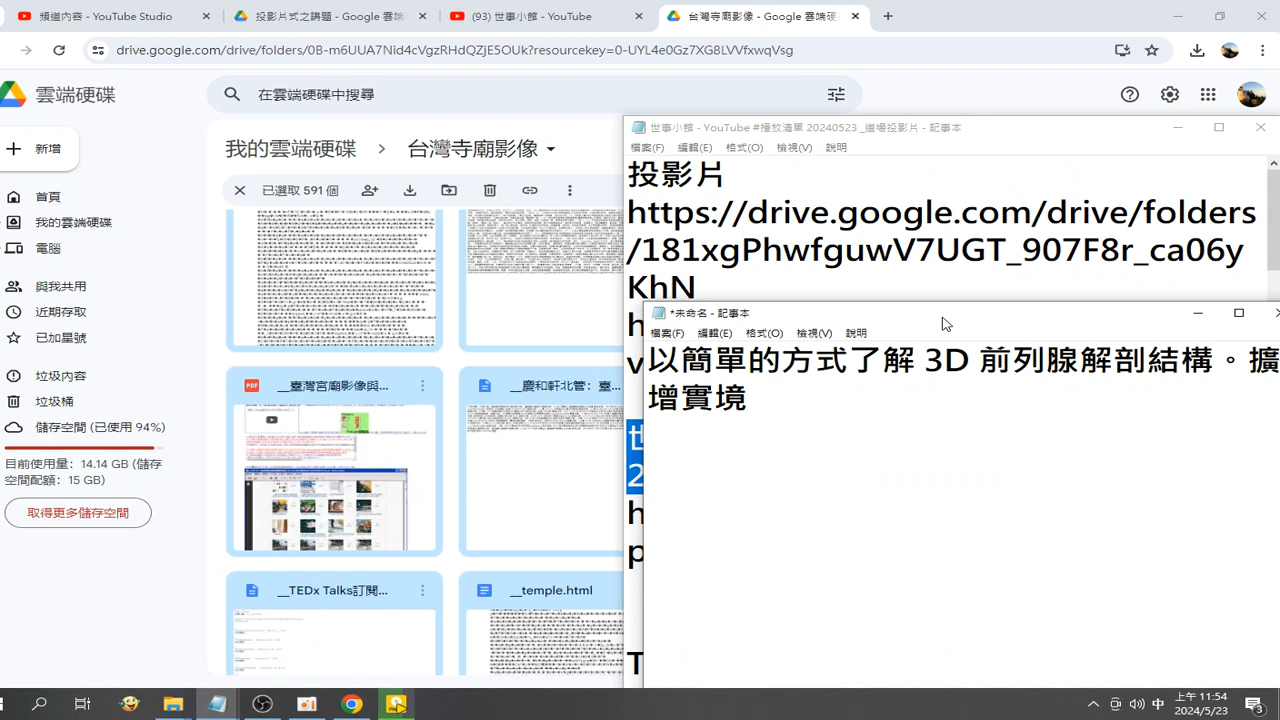 頻道內容 - YouTube Studio
投影片式之講題 - Google 雲端硬
(93) 世事小館 - YouTube
台灣寺廟影像 - Google 雲端硬
drive.google.com/drive/folders/0B-m6UUA7Nid4cVgzRHdQZjE5OUk?resourcekey=0-UYL4e0Gz7XG8LVVfxwqVsg
雲端硬碟
在雲端硬碟中搜尋
新增
首頁
我的雲端硬碟
電腦
與我共用
近期存取
已加星號
垃圾內容
垃圾桶
儲存空間 (已使用 94%)
目前使用量：14.14 GB (儲存
空間配額：15 GB)
取得更多儲存空間
我的雲端硬碟 > 台灣寺廟影像
已選取 591 個
PDF __臺灣宮廟影像與...
__慶和軒北管：臺...
__TEDx Talks訂閱...
__temple.html
世事小館 - YouTube #播放清單 20240523 _道場投影片 - 記事本
檔案(F) 編輯(E) 格式(O) 檢視(V) 說明
投影片
https://drive.google.com/drive/folders
/181xgPhwfguwV7UGT_907F8r_ca06y
KhN
h
v
2
h
p
T
*未命名 - 記事本
檔案(F) 編輯(E) 格式(O) 檢視(V) 說明
以簡單的方式了解 3D 前列腺解剖結構。擴
增實境
中
上午 11:54
2024/5/23
3